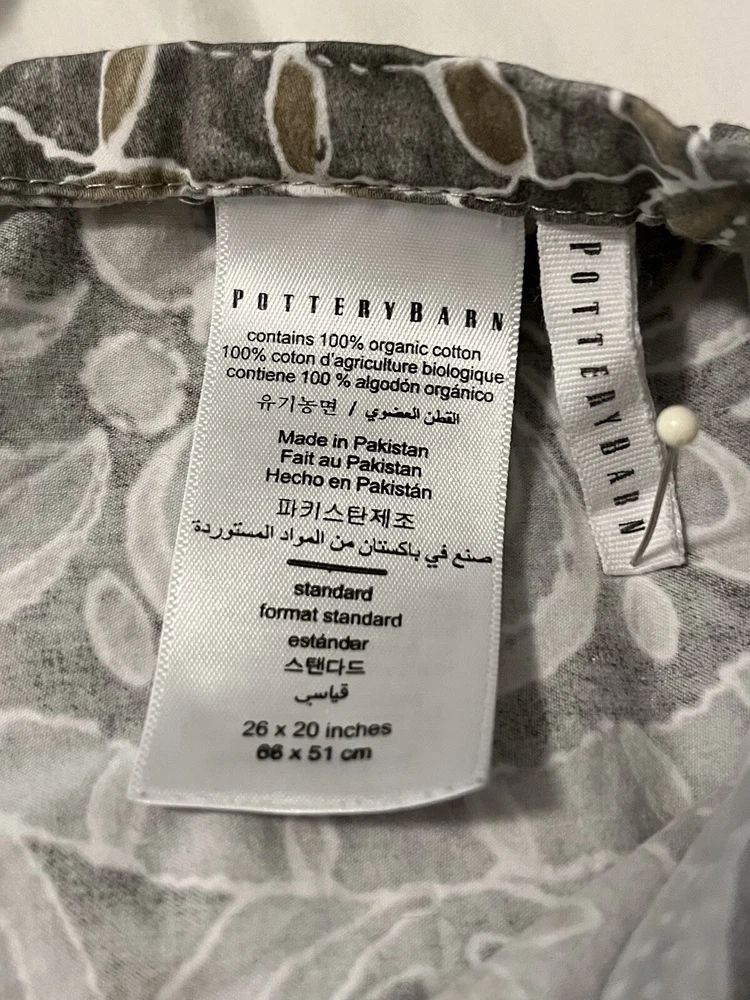 POTTERYBARN
contains 100% organic cotton
100% coton d'agriculture biologique
contiene 100 % algodón orgánico
유기농면 / القطن العضوي
Made in Pakistan
Fait au Pakistan
Hecho en Pakistán
파키스탄제조
صنع في باكستان من المواد المستوردة
standard
format standard
estándar
스탠다드
قياسي
26 x 20 inches
66 x 51 cm
POTTERYBARN